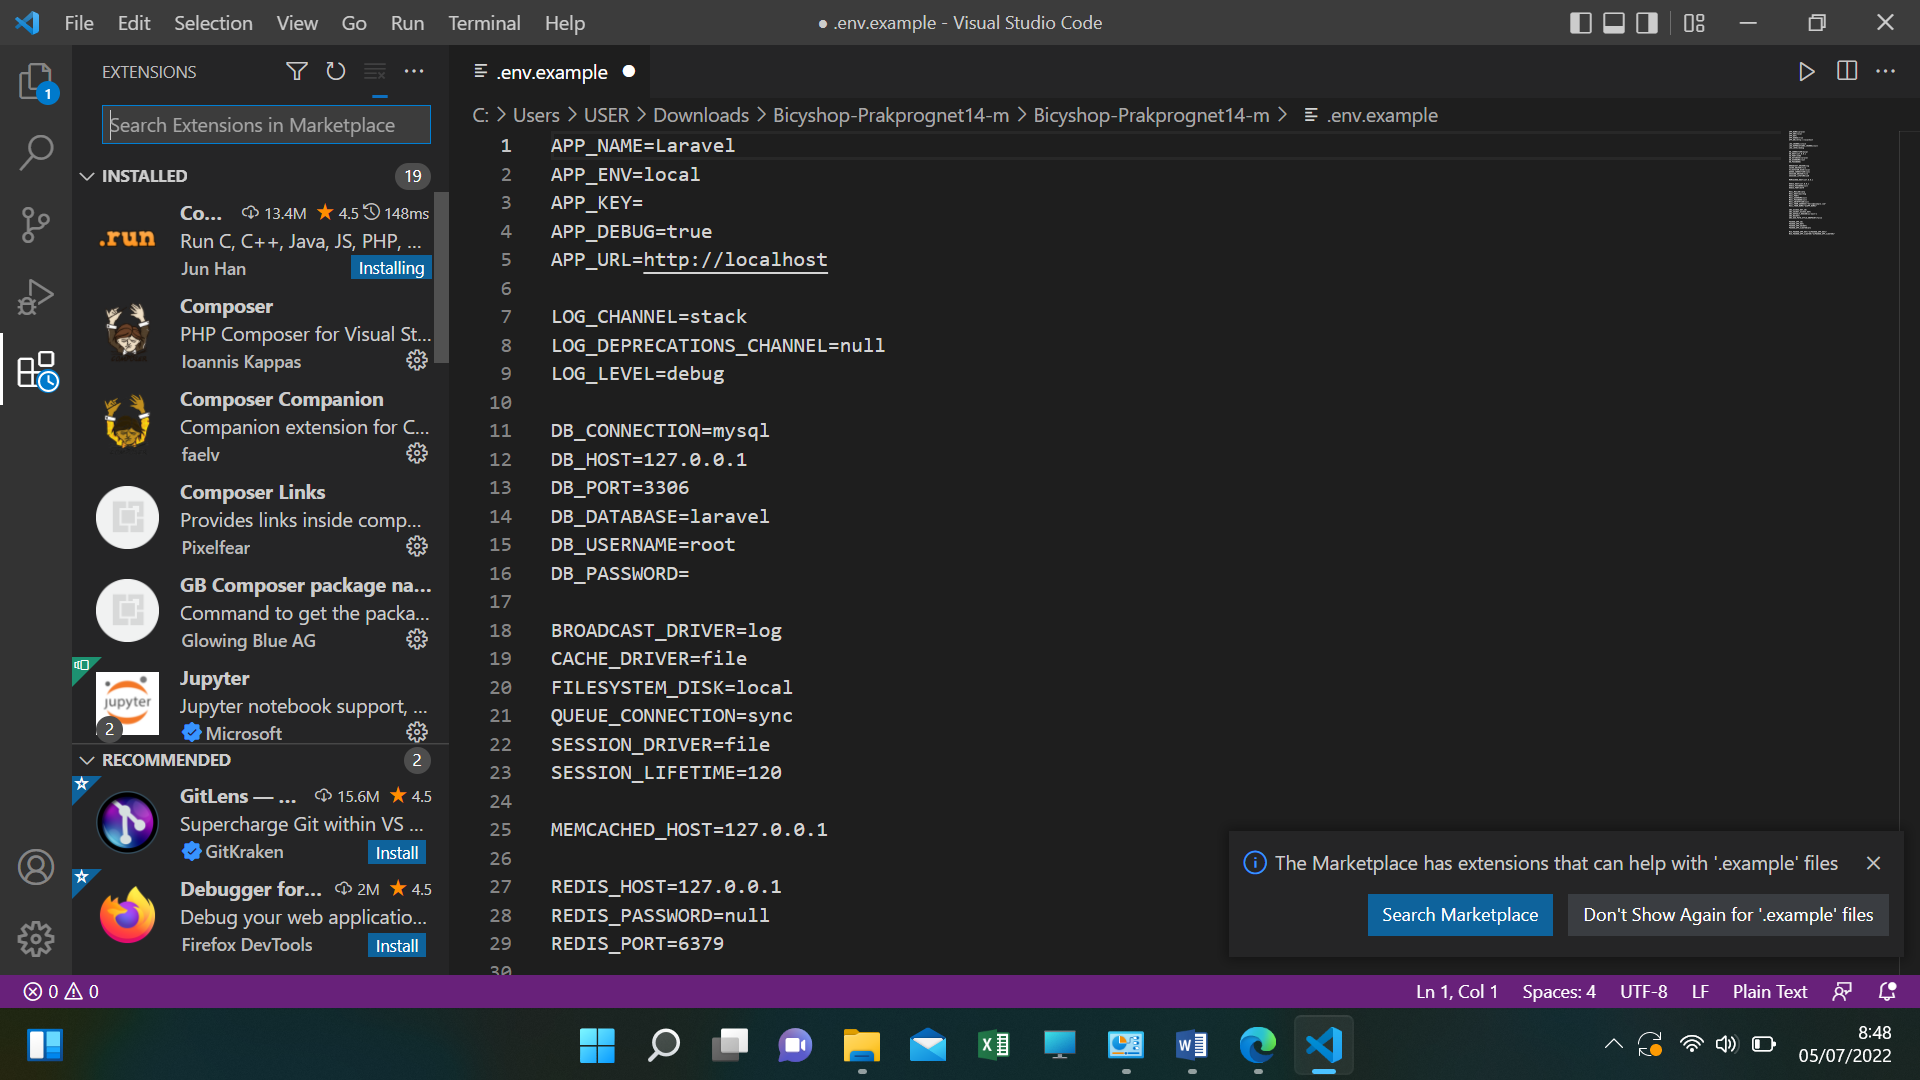 File Edit Selection View Go Run Terminal Help
● .env.example - Visual Studio Code
EXTENSIONS
Search Extensions in Marketplace
INSTALLED 19
.run
Co... 13.4M 4.5 148ms
Run C, C++, Java, JS, PHP, ...
Jun Han Installing
Composer
PHP Composer for Visual St...
Ioannis Kappas
Composer Companion
Companion extension for C...
faelv
Composer Links
Provides links inside comp...
Pixelfear
GB Composer package na...
Command to get the packa...
Glowing Blue AG
jupyter
2
Jupyter
Jupyter notebook support, ...
Microsoft
RECOMMENDED 2
GitLens — ... 15.6M 4.5
Supercharge Git within VS ...
GitKraken Install
Debugger for... 2M 4.5
Debug your web applicatio...
Firefox DevTools Install
1
.env.example
C: > Users > USER > Downloads > Bicyshop-Prakprognet14-m > Bicyshop-Prakprognet14-m > .env.example
1 APP_NAME=Laravel
2 APP_ENV=local
3 APP_KEY=
4 APP_DEBUG=true
5 APP_URL=http://localhost
6
7 LOG_CHANNEL=stack
8 LOG_DEPRECATIONS_CHANNEL=null
9 LOG_LEVEL=debug
10
11 DB_CONNECTION=mysql
12 DB_HOST=127.0.0.1
13 DB_PORT=3306
14 DB_DATABASE=laravel
15 DB_USERNAME=root
16 DB_PASSWORD=
17
18 BROADCAST_DRIVER=log
19 CACHE_DRIVER=file
20 FILESYSTEM_DISK=local
21 QUEUE_CONNECTION=sync
22 SESSION_DRIVER=file
23 SESSION_LIFETIME=120
24
25 MEMCACHED_HOST=127.0.0.1
26
27 REDIS_HOST=127.0.0.1
28 REDIS_PASSWORD=null
29 REDIS_PORT=6379
30
The Marketplace has extensions that can help with '.example' files
Search Marketplace Don't Show Again for '.example' files
0 0
Ln 1, Col 1 Spaces: 4 UTF-8 LF Plain Text
8:48
05/07/2022